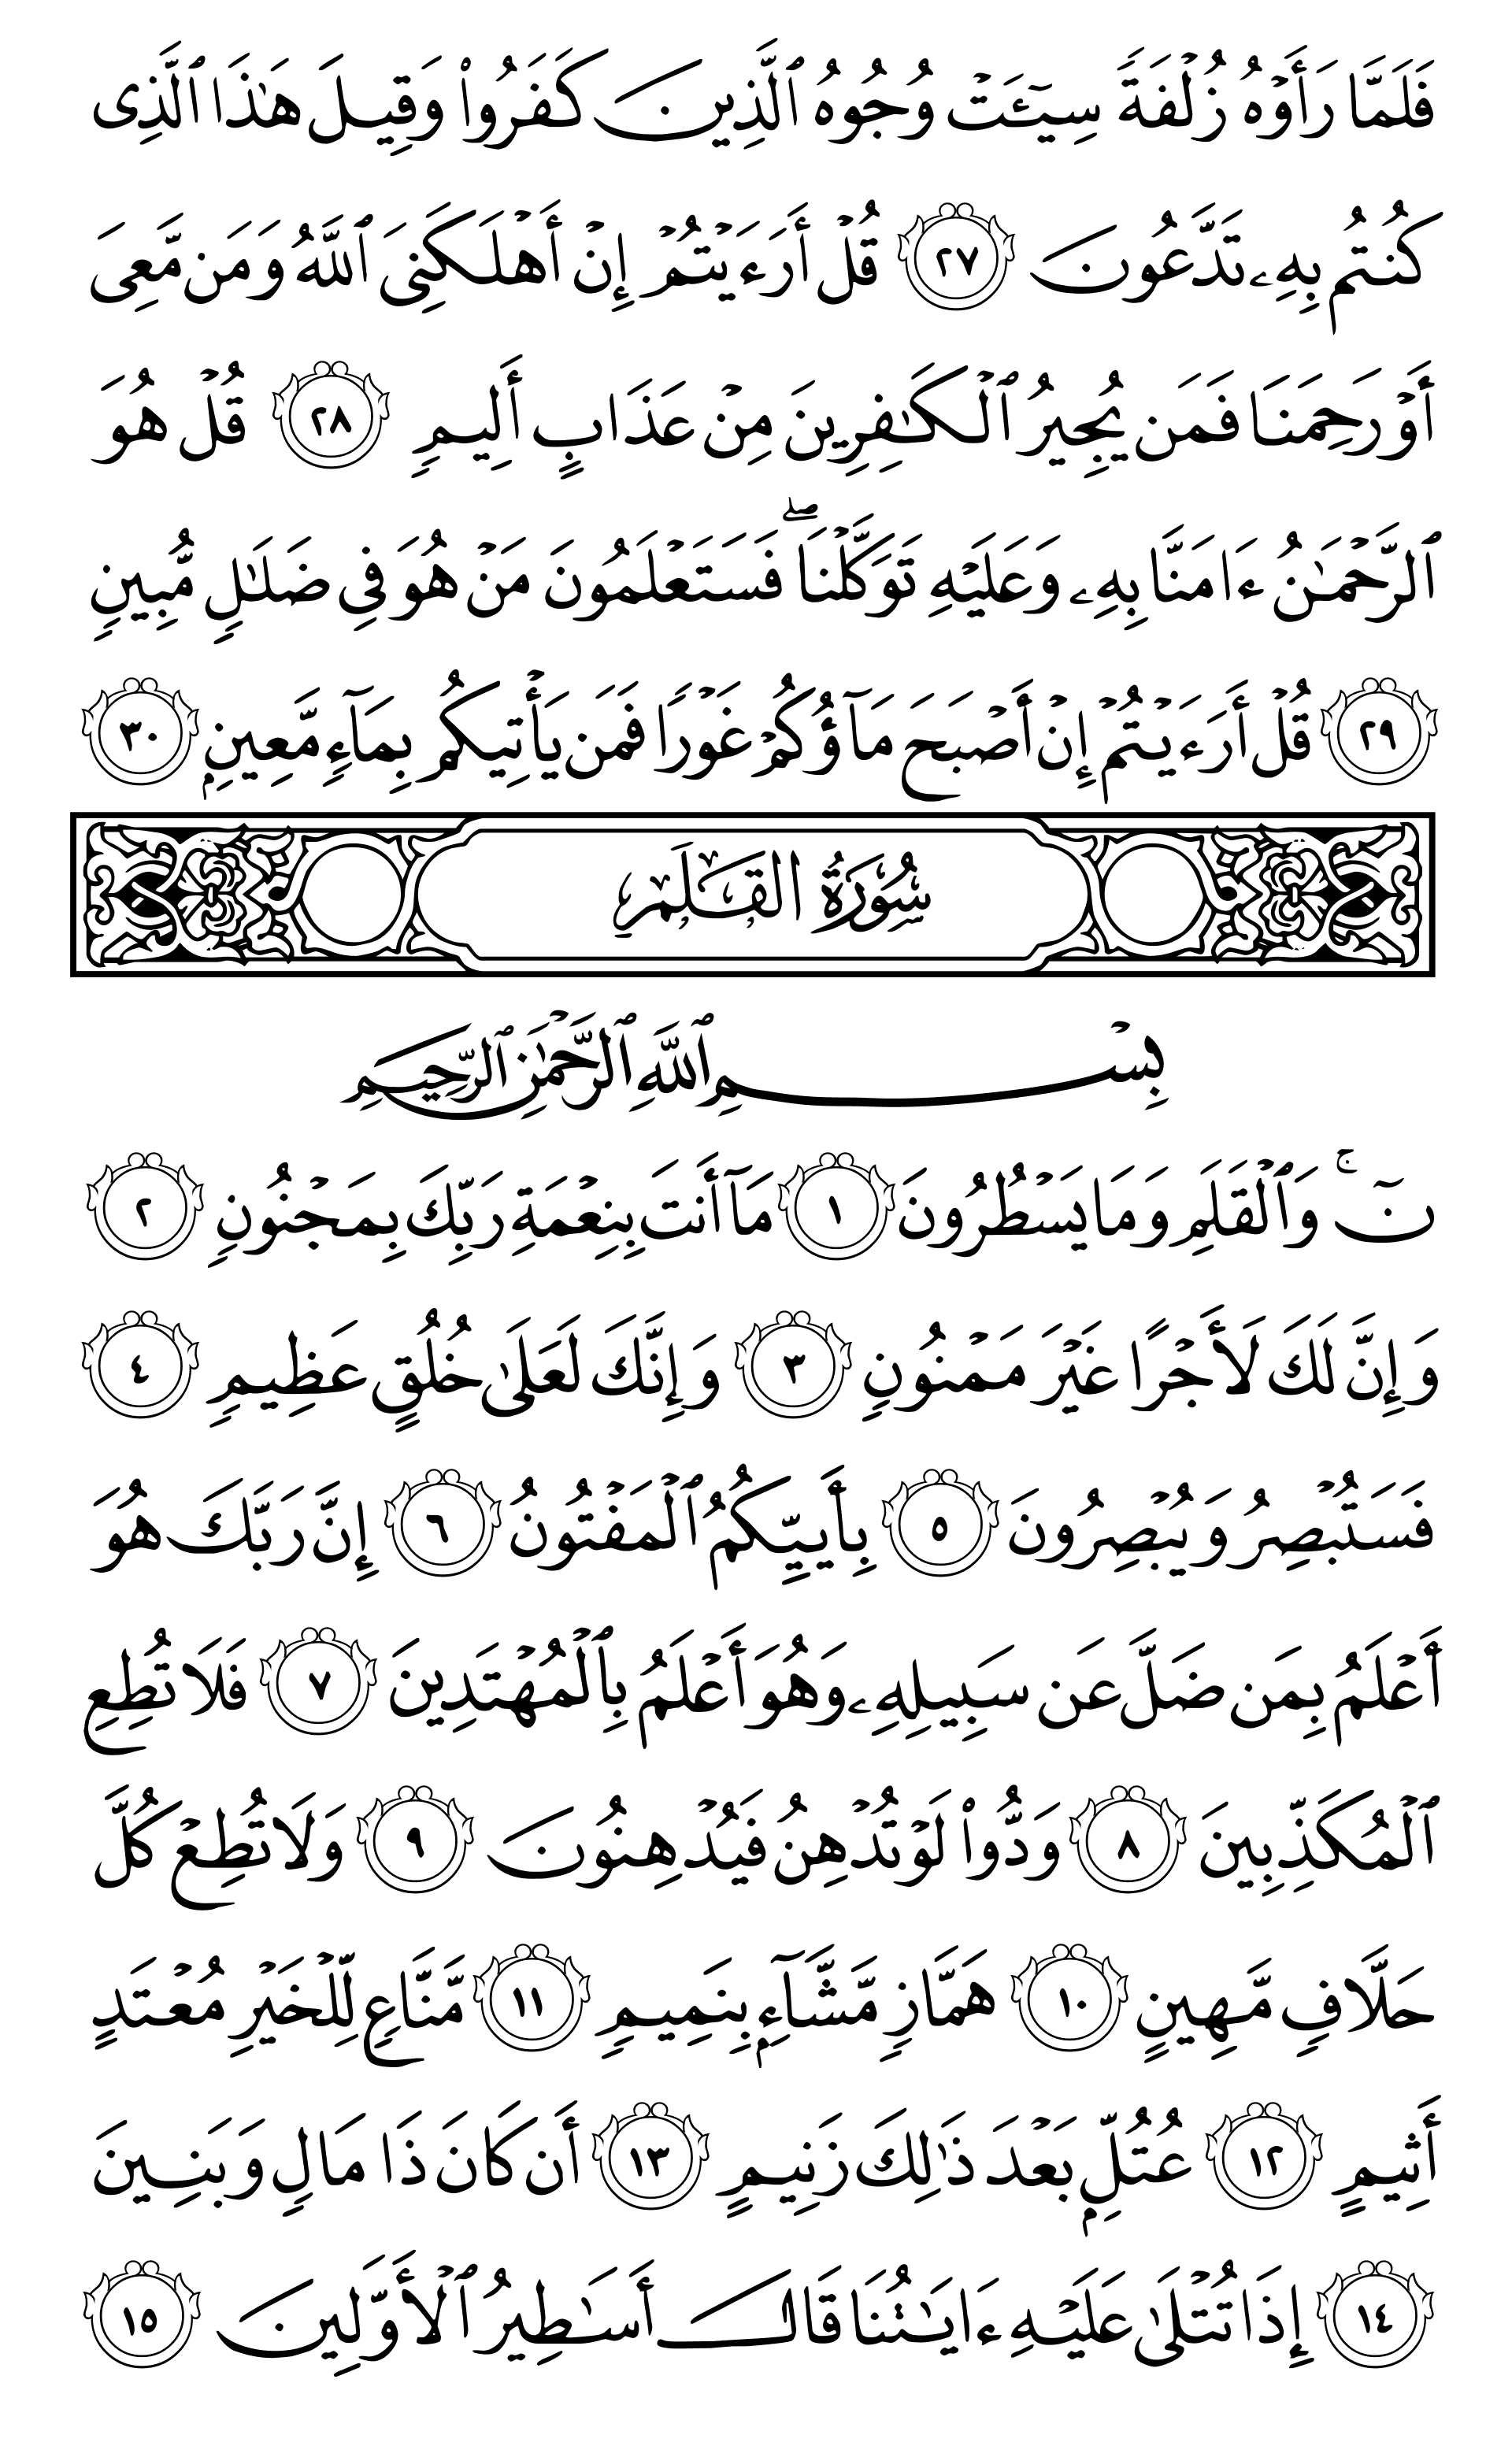 فَلَمَّا رَأَوۡهُ زُلۡفَةٗ سِيٓـَٔتۡ وُجُوهُ ٱلَّذِينَ كَفَرُواْ وَقِيلَ هَٰذَا ٱلَّذِى
كُنتُم بِهِۦ تَدَّعُونَ ٢٧ قُلۡ أَرَءَيۡتُمۡ إِنۡ أَهۡلَكَنِىَ ٱللَّهُ وَمَن مَّعِىَ
أَوۡ رَحِمَنَا فَمَن يُجِيرُ ٱلۡكَٰفِرِينَ مِنۡ عَذَابٍ أَلِيمٖ ٢٨ قُلۡ هُوَ
ٱلرَّحۡمَٰنُ ءَامَنَّا بِهِۦ وَعَلَيۡهِ تَوَكَّلۡنَاۖ فَسَتَعۡلَمُونَ مَنۡ هُوَ فِى ضَلَٰلٖ مُّبِينٖ
٢٩ قُلۡ أَرَءَيۡتُمۡ إِنۡ أَصۡبَحَ مَآؤُكُمۡ غَوۡرٗا فَمَن يَأۡتِيكُم بِمَآءٖ مَّعِينِۭ ٣٠
سُورَةُ القَلَمِ
بِسۡمِ ٱللَّهِ ٱلرَّحۡمَٰنِ ٱلرَّحِيمِ
نٓۚ وَٱلۡقَلَمِ وَمَا يَسۡطُرُونَ ١ مَآ أَنتَ بِنِعۡمَةِ رَبِّكَ بِمَجۡنُونٖ ٢
وَإِنَّ لَكَ لَأَجۡرًا غَيۡرَ مَمۡنُونٖ ٣ وَإِنَّكَ لَعَلَىٰ خُلُقٍ عَظِيمٖ ٤
فَسَتُبۡصِرُ وَيُبۡصِرُونَ ٥ بِأَييِّكُمُ ٱلۡمَفۡتُونُ ٦ إِنَّ رَبَّكَ هُوَ
أَعۡلَمُ بِمَن ضَلَّ عَن سَبِيلِهِۦ وَهُوَ أَعۡلَمُ بِٱلۡمُهۡتَدِينَ ٧ فَلَا تُطِعِ
ٱلۡمُكَذِّبِينَ ٨ وَدُّواْ لَوۡ تُدۡهِنُ فَيُدۡهِنُونَ ٩ وَلَا تُطِعۡ كُلَّ
حَلَّافٖ مَّهِينٍ ١٠ هَمَّازٖ مَّشَّآءِۭ بِنَمِيمٖ ١١ مَّنَّاعٖ لِّلۡخَيۡرِ مُعۡتَدٍ
أَثِيمٍ ١٢ عُتُلِّۭ بَعۡدَ ذَٰلِكَ زَنِيمٍ ١٣ أَن كَانَ ذَا مَالٖ وَبَنِينَ
١٤ إِذَا تُتۡلَىٰ عَلَيۡهِ ءَايَٰتُنَا قَالَ أَسَٰطِيرُ ٱلۡأَوَّلِينَ ١٥